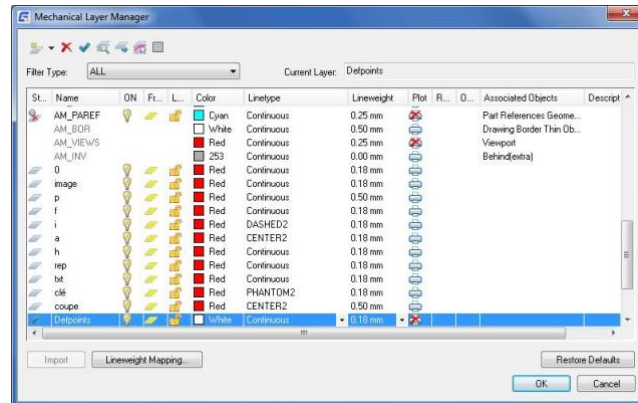 Mechanical Layer Manager
Filter Type: ALL Current Layer: Defpoints
St... Name ON Fr... L... Color Linetype Lineweight Plot R... O... Associated Objects Descript
AM_PAREF Cyan Continuous 0.25 mm Part References Geome...
AM_BOR White Continuous 0.50 mm Drawing Border Thin Ob...
AM_VIEWS Red Continuous 0.25 mm Viewport
AM_INV 253 Continuous 0.00 mm Behind(extra)
0 Red Continuous 0.18 mm
image Red Continuous 0.18 mm
p Red Continuous 0.50 mm
f Red Continuous 0.18 mm
i Red DASHED2 0.18 mm
a Red CENTER2 0.18 mm
h Red Continuous 0.18 mm
rep Red Continuous 0.18 mm
txt Red Continuous 0.18 mm
clé Red PHANTOM2 0.18 mm
coupe Red CENTER2 0.50 mm
Defpoints White Continuous 0.18 mm
Import Lineweight Mapping... Restore Defaults
OK Cancel